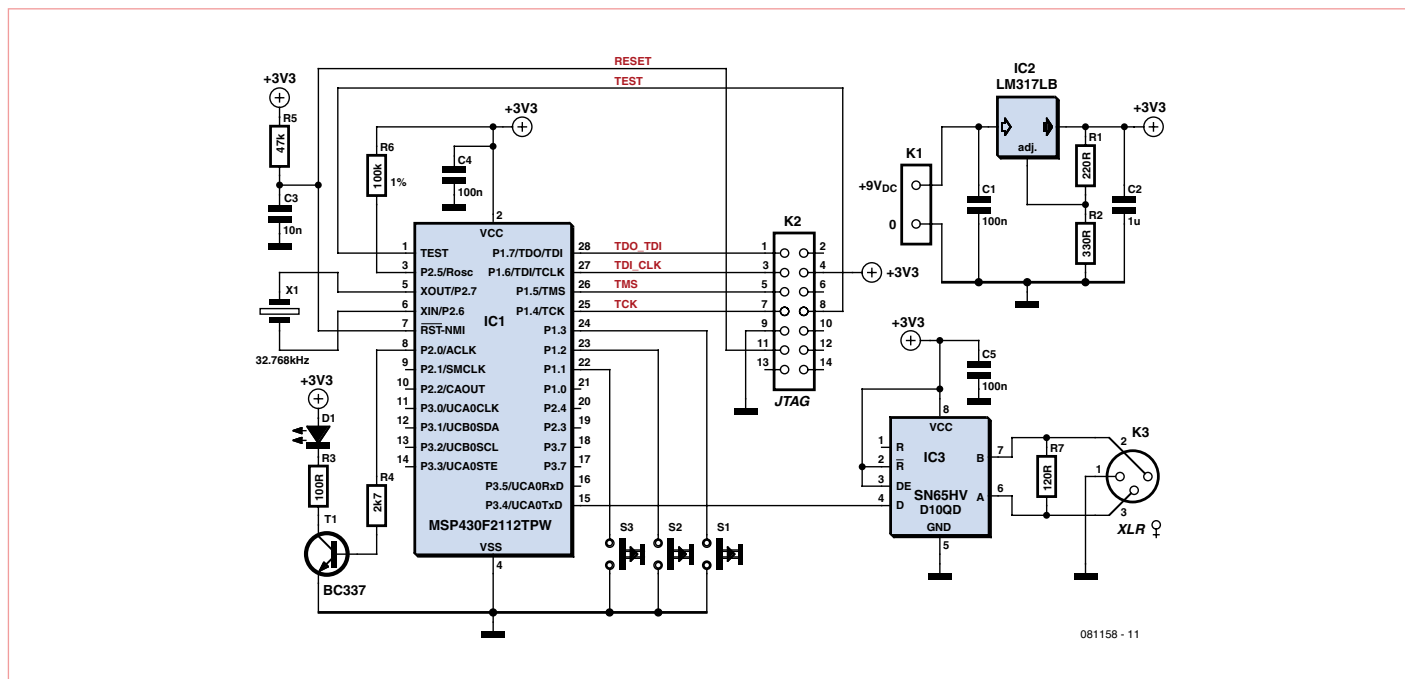 RESET
TEST
+3V3
R5
47k
C3
10n
X1
32.768kHz
R6
100k
1%
+3V3
C4
100n
2
VCC
1 TEST
3 P2.5/Rosc
5 XOUT/P2.7
6 XIN/P2.6
7 RST-NMI
8 P2.0/ACLK
9 P2.1/SMCLK
10 P2.2/CAOUT
11 P3.0/UCA0CLK
12 P3.1/UCB0SDA
13 P3.2/UCB0SCL
14 P3.3/UCA0STE
IC1
P1.7/TDO/TDI 28
P1.6/TDI/TCLK 27
P1.5/TMS 26
P1.4/TCK 25
P1.3 24
P1.2 23
P1.1 22
P1.0 21
P2.4 20
P2.3 19
P3.7 18
P3.7 17
P3.5/UCA0RxD 16
P3.4/UCA0TxD 15
MSP430F2112TPW
VSS
4
TDO_TDI
TDI_CLK
TMS
TCK
K2
1 2
3 4
5 6
7 8
9 10
11 12
13 14
JTAG
+3V3
+3V3
D1
R3
100R
T1
BC337
R4
2k7
S3
S2
S1
IC2
LM317LB
adj.
K1
+9VDC
0
C1
100n
R1
220R
R2
330R
C2
1u
+3V3
+3V3
C5
100n
8
VCC
1 R
2 R
3 DE
4 D
IC3
SN65HV
D10QD
B 7
A 6
GND
5
R7
120R
K3
2
1
3
XLR
081158 - 11